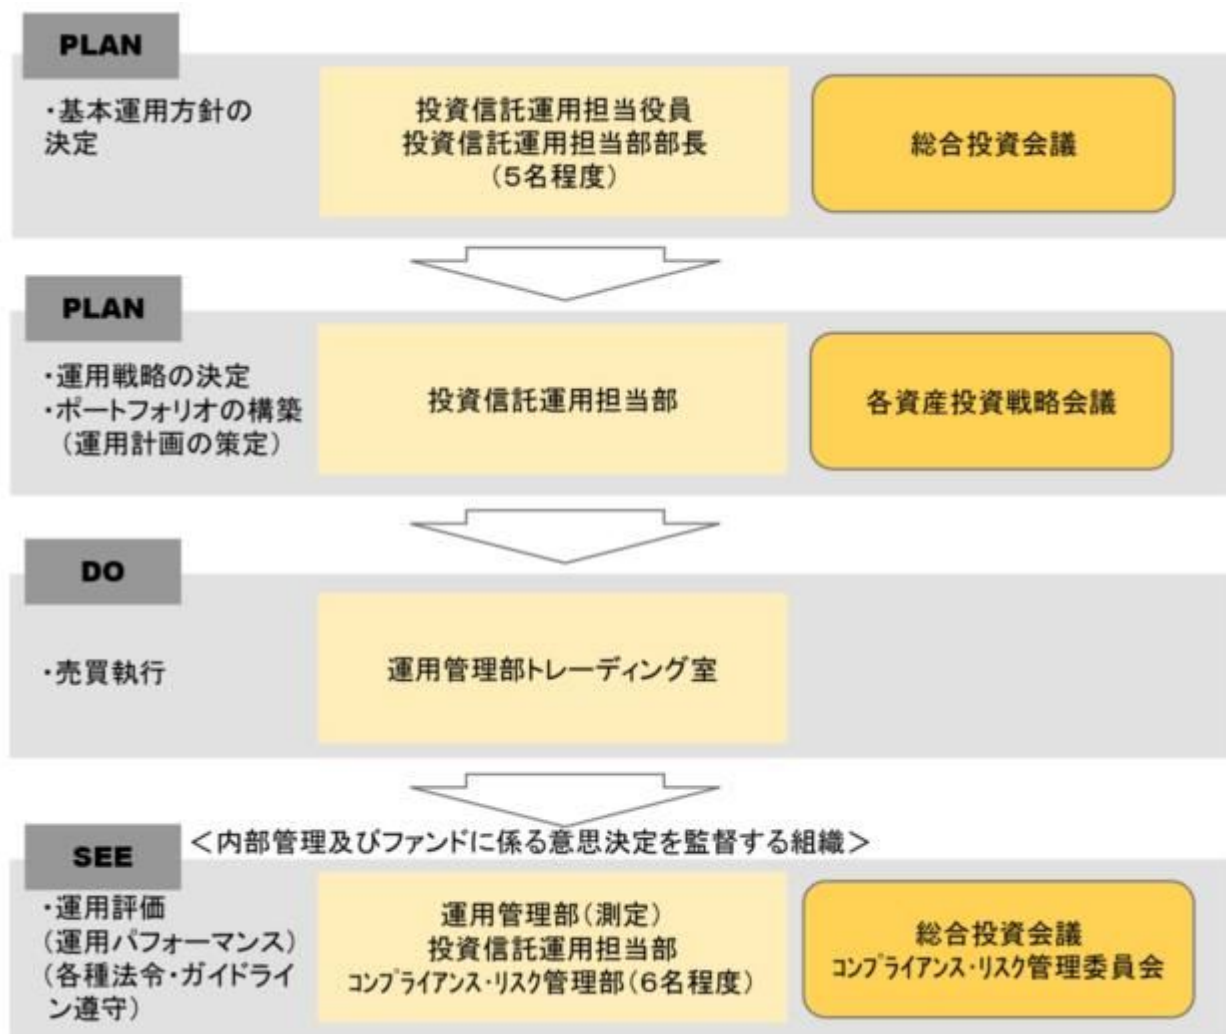 PLAN
・基本運用方針の
決定
投資信託運用担当役員
投資信託運用担当部部長
（5名程度）
総合投資会議
PLAN
・運用戦略の決定
・ポートフォリオの構築
（運用計画の策定）
投資信託運用担当部
各資産投資戦略会議
DO
・売買執行
運用管理部トレーディング室
SEE
＜内部管理及びファンドに係る意思決定を監督する組織＞
・運用評価
（運用パフォーマンス）
（各種法令・ガイドライ
ン遵守）
運用管理部（測定）
投資信託運用担当部
ｺﾝﾌﾟﾗｲｱﾝｽ・ﾘｽｸ管理部（6名程度）
総合投資会議
ｺﾝﾌﾟﾗｲｱﾝｽ・ﾘｽｸ管理委員会